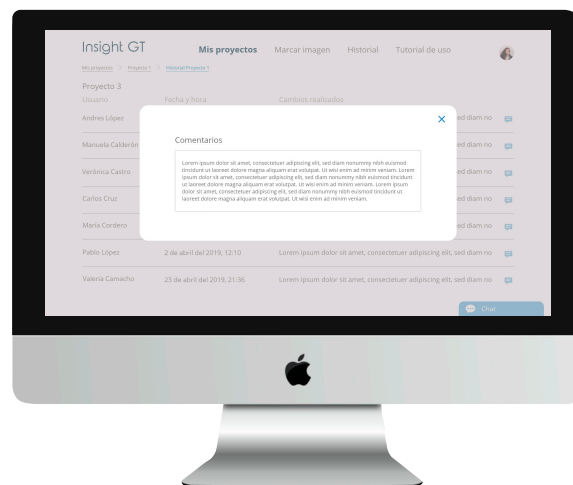 Insight GT
Mis proyectos Marcar imagen Historial Tutorial de uso
Mis proyectos > Proyecto 1 > Historial Proyecto 1
Proyecto 3
Usuario Fecha y hora Cambios realizados
Andres López ed diam no
Manuela Calderón sed diam no
Verónica Castro sed diam no
Carlos Cruz sed diam no
María Cordero sed diam no
Pablo López 2 de abril del 2019, 12:10 Lorem ipsum dolor sit amet, consectetuer adipiscing elit, sed diam no
Valeria Camacho 23 de abril del 2019, 21:36 Lorem ipsum dolor sit amet, consectetuer adipiscing elit, sed diam no
Comentarios
Lorem ipsum dolor sit amet, consectetuer adipiscing elit, sed diam nonummy nibh euismod
tincidunt ut laoreet dolore magna aliquam erat volutpat. Ut wisi enim ad minim veniam. Lorem
ipsum dolor sit amet, consectetuer adipiscing elit, sed diam nonummy nibh euismod tincidunt
ut laoreet dolore magna aliquam erat volutpat. Ut wisi enim ad minim veniam. Lorem ipsum
dolor sit amet, consectetuer adipiscing elit, sed diam nonummy nibh euismod tincidunt ut
laoreet dolore magna aliquam erat volutpat. Ut wisi enim ad minim veniam.
Chat